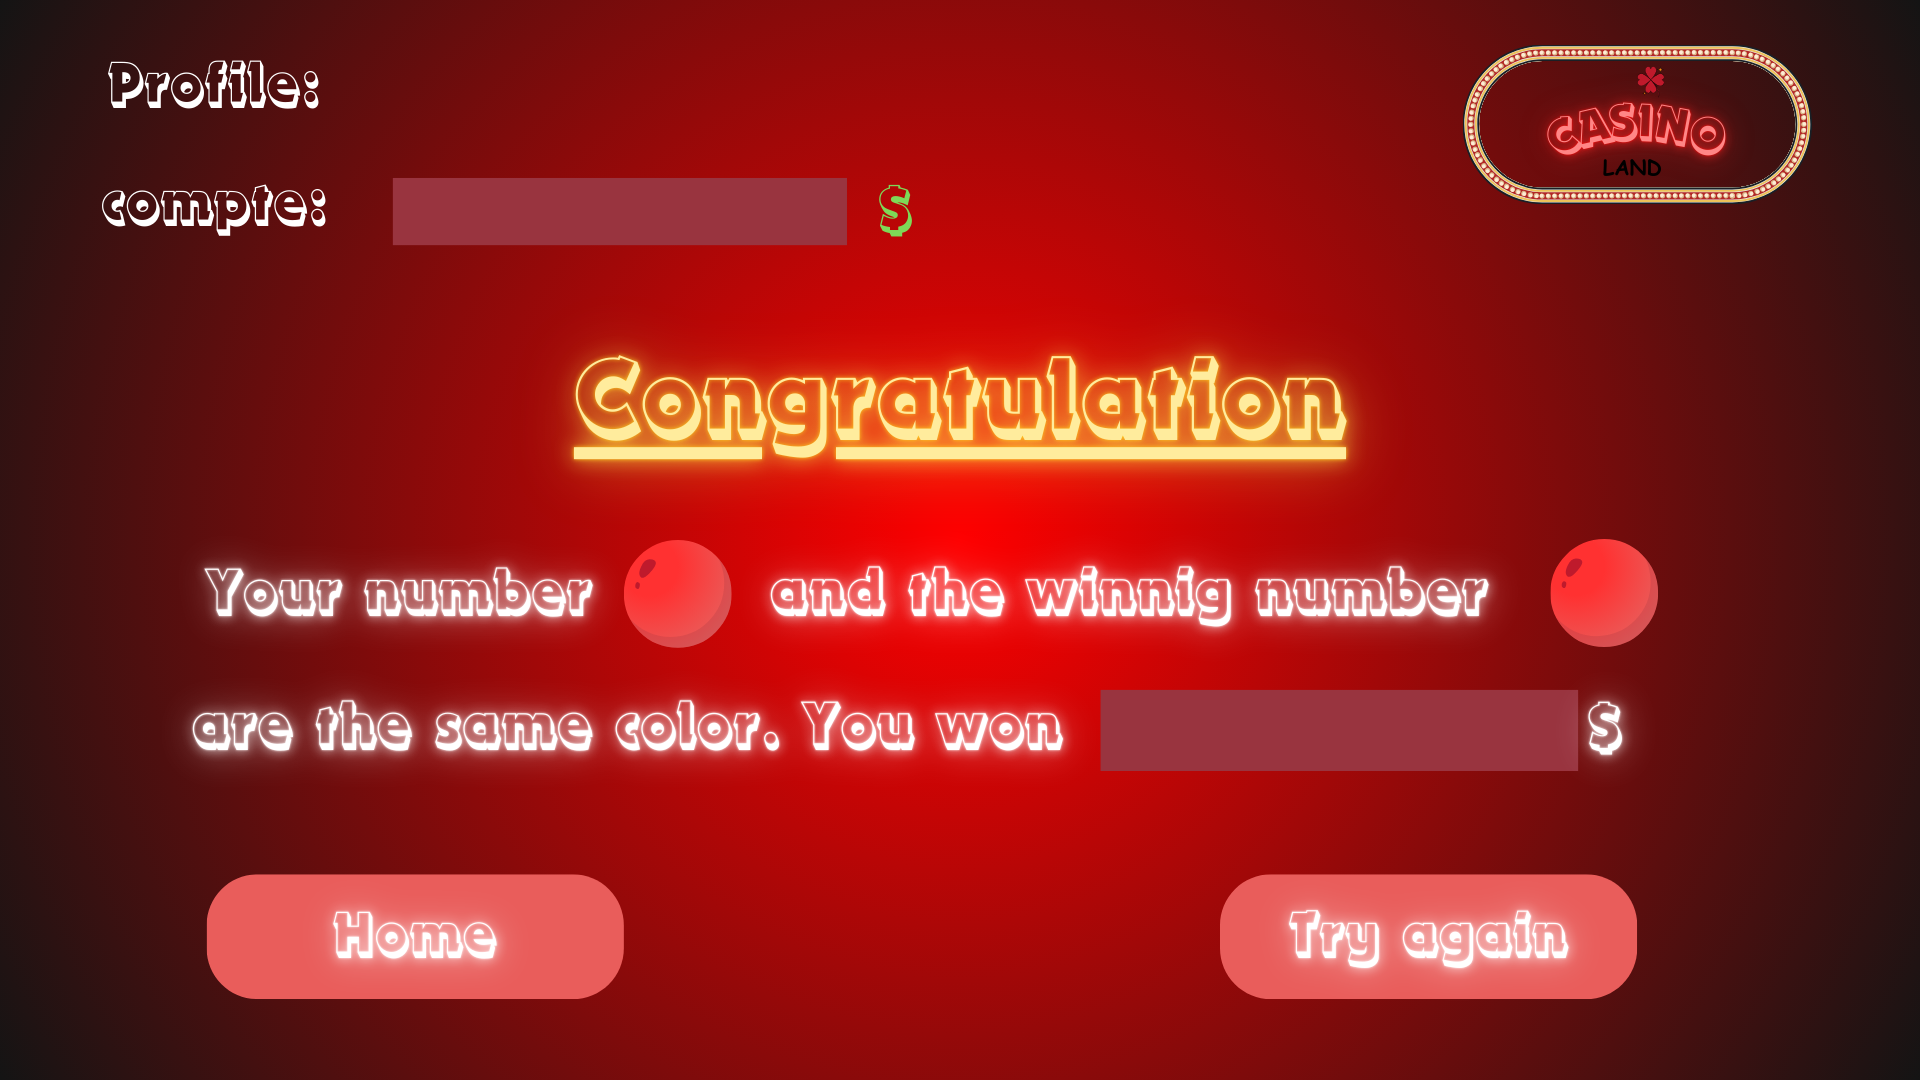 Profile:
CASINO
LAND
compte: $
Congratulation
Your number and the winnig number
are the same color. You won $
Home
Try again